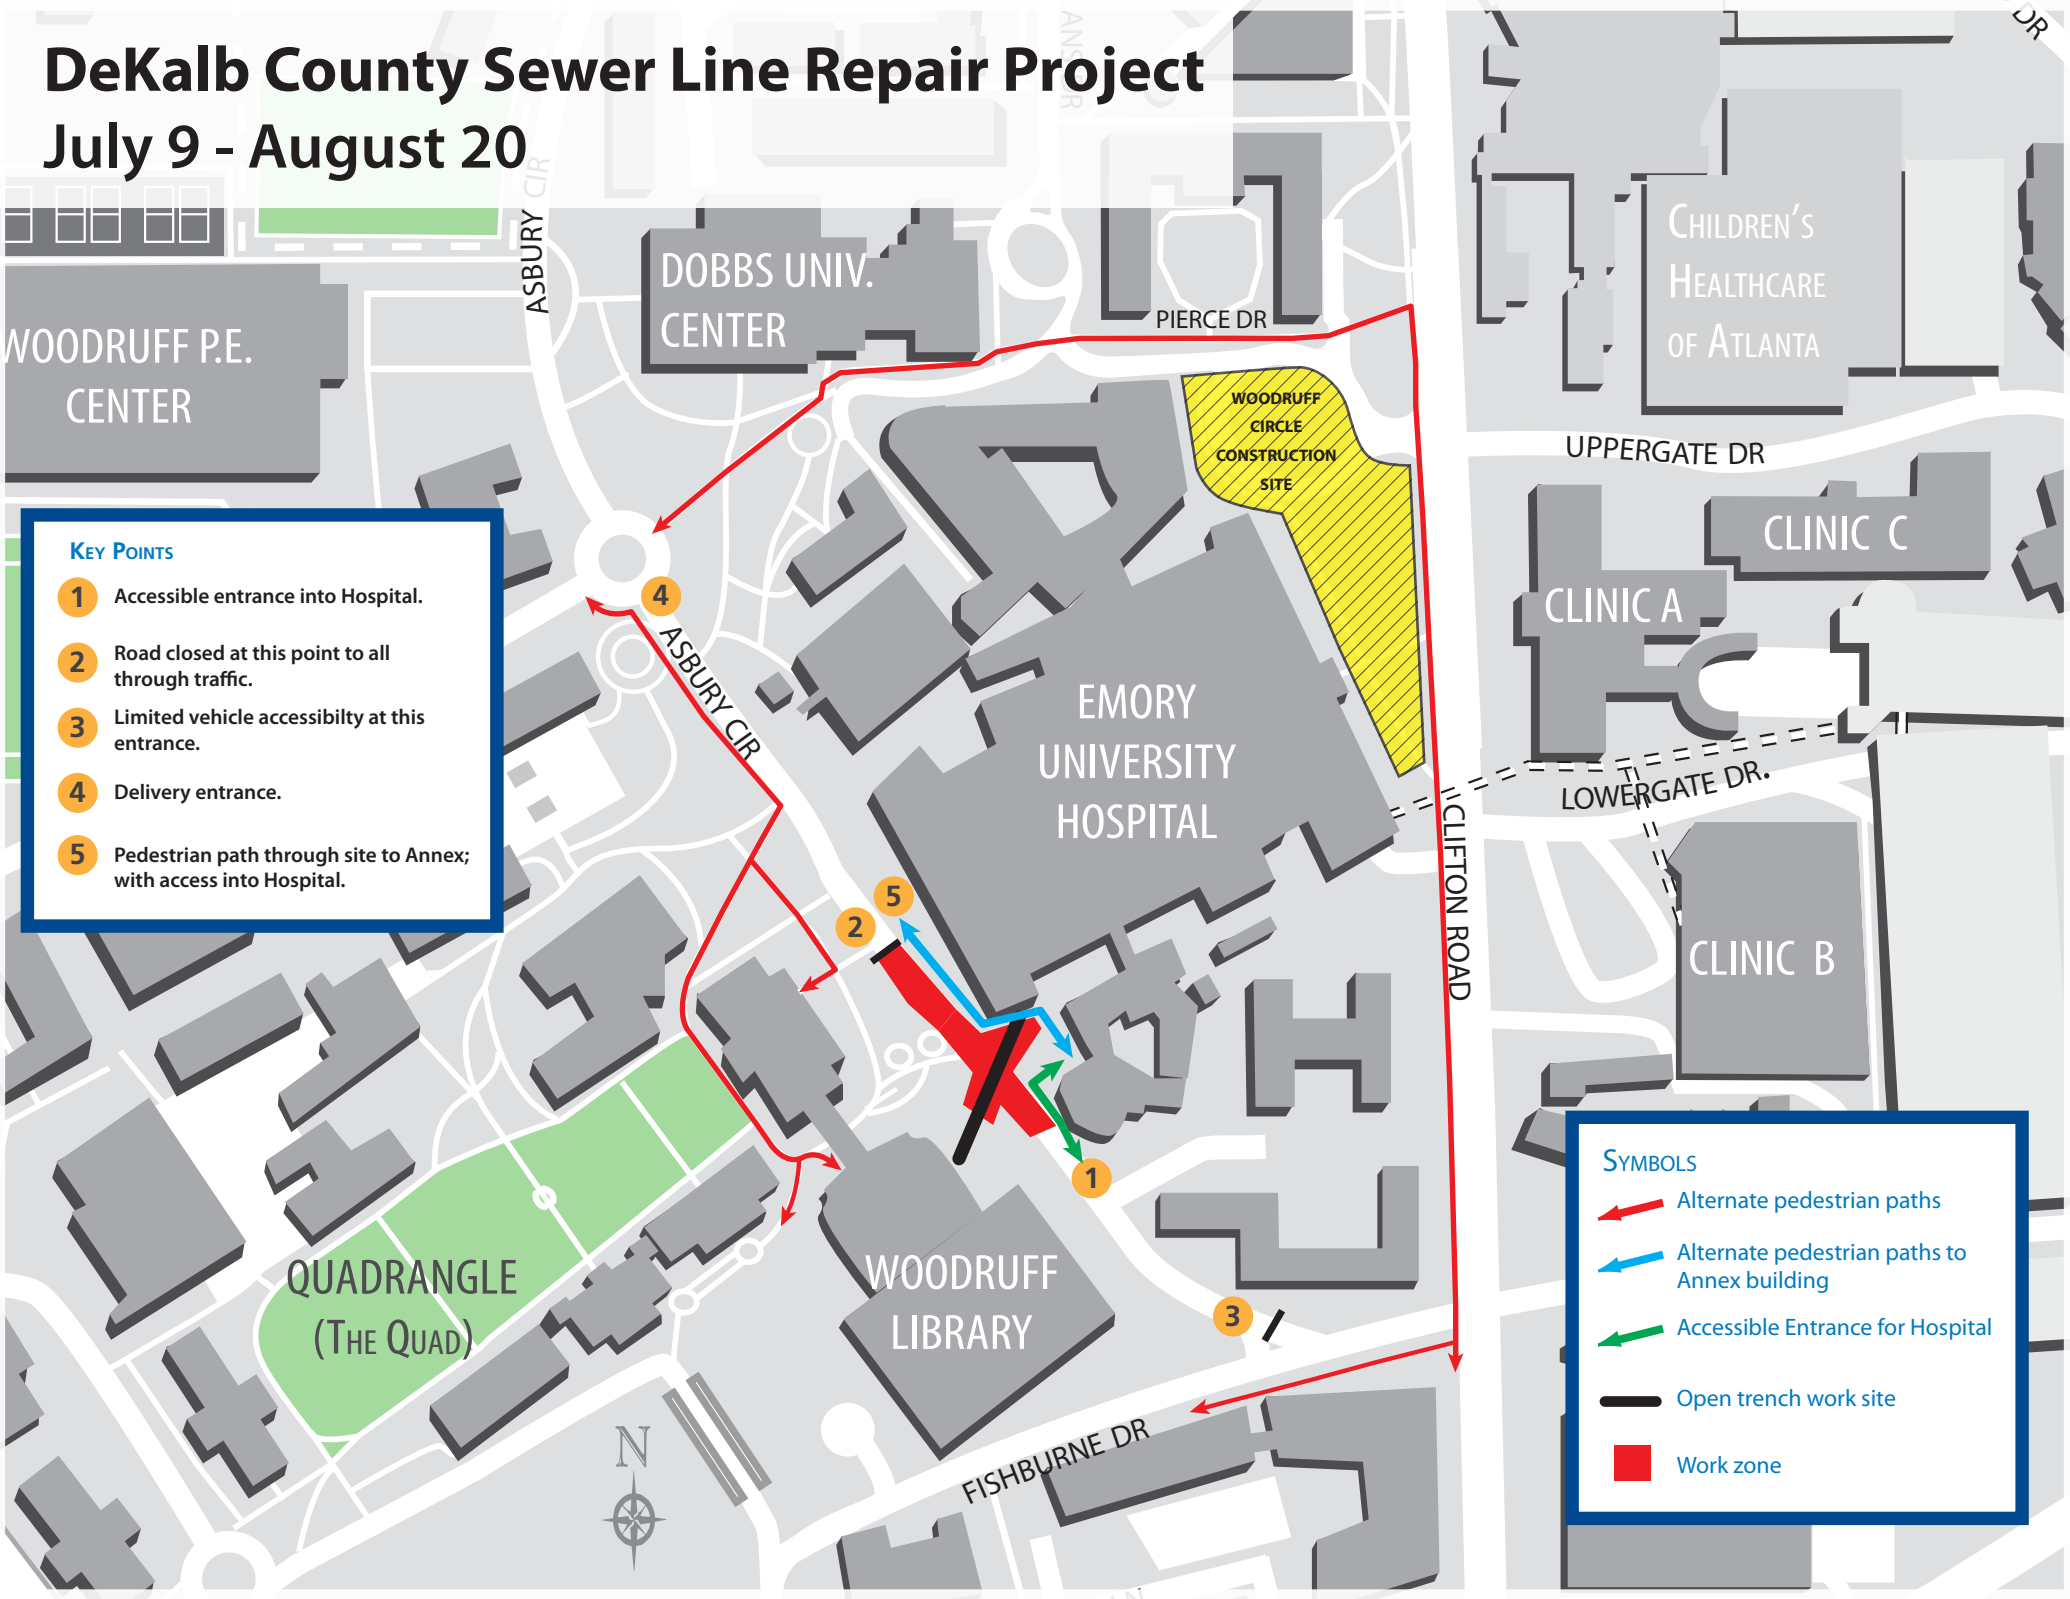 DeKalb County Sewer Line Repair Project
July 9 - August 20
DR
ASBURY CIR
DOBBS UNIV.
CENTER
PIERCE DR
CHILDREN'S
HEALTHCARE
OF ATLANTA
WOODRUFF P.E.
CENTER
WOODRUFF
CIRCLE
CONSTRUCTION
SITE
UPPERGATE DR
CLINIC C
CLINIC A
KEY POINTS
1 Accessible entrance into Hospital.
2 Road closed at this point to all
through traffic.
3 Limited vehicle accessibilty at this
entrance.
4 Delivery entrance.
5 Pedestrian path through site to Annex;
with access into Hospital.
4
ASBURY CIR
EMORY
UNIVERSITY
HOSPITAL
LOWERGATE DR.
CLIFTON ROAD
5
2
CLINIC B
1
QUADRANGLE
(THE QUAD)
WOODRUFF
LIBRARY
3
FISHBURNE DR
N
SYMBOLS
Alternate pedestrian paths
Alternate pedestrian paths to
Annex building
Accessible Entrance for Hospital
Open trench work site
Work zone